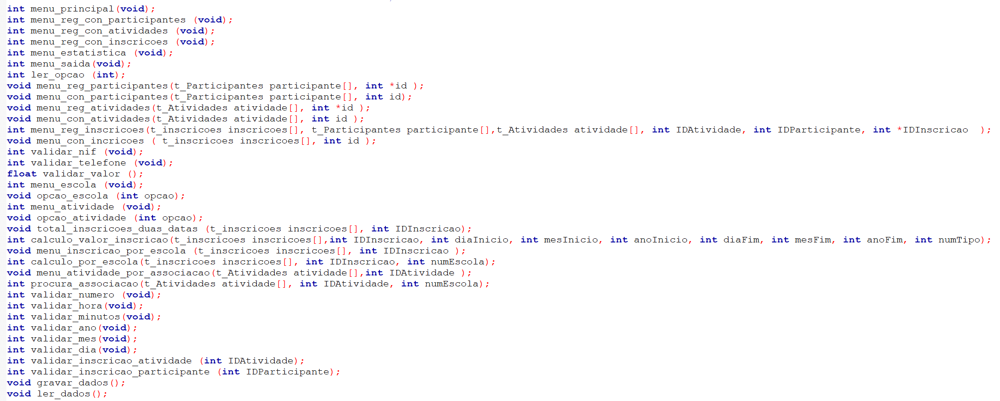 int menu_principal(void);
int menu_reg_con_participantes (void);
int menu_reg_con_atividades (void);
int menu_reg_con_inscricoes (void);
int menu_estatistica (void);
int menu_saida(void);
int ler_opcao (int);
void menu_reg_participantes(t_Participantes participante[], int *id );
void menu_con_participantes(t_Participantes participante[], int id);
void menu_reg_atividades(t_Atividades atividade[], int *id );
void menu_con_atividades(t_Atividades atividade[], int id );
int menu_reg_inscricoes(t_inscricoes inscricoes[], t_Participantes participante[],t_Atividades atividade[], int IDAtividade, int IDParticipante, int *IDInscricao  );
void menu_con_incricoes ( t_inscricoes inscricoes[], int id );
int validar_nif (void);
int validar_telefone (void);
float validar_valor ();
int menu_escola (void);
void opcao_escola (int opcao);
int menu_atividade (void);
void opcao_atividade (int opcao);
void total_inscricoes_duas_datas (t_inscricoes inscricoes[], int IDInscricao);
int calculo_valor_inscricao(t_inscricoes inscricoes[],int IDInscricao, int diaInicio, int mesInicio, int anoInicio, int diaFim, int mesFim, int anoFim, int numTipo);
void menu_inscricao_por_escola (t_inscricoes inscricoes[], int IDInscricao );
int calculo_por_escola(t_inscricoes inscricoes[], int IDInscricao, int numEscola);
void menu_atividade_por_associacao(t_Atividades atividade[],int IDAtividade );
int procura_associacao(t_Atividades atividade[], int IDAtividade, int numEscola);
int validar_numero (void);
int validar_hora(void);
int validar_minutos(void);
int validar_ano(void);
int validar_mes(void);
int validar_dia(void);
int validar_inscricao_atividade (int IDAtividade);
int validar_inscricao_participante (int IDParticipante);
void gravar_dados();
void ler_dados();